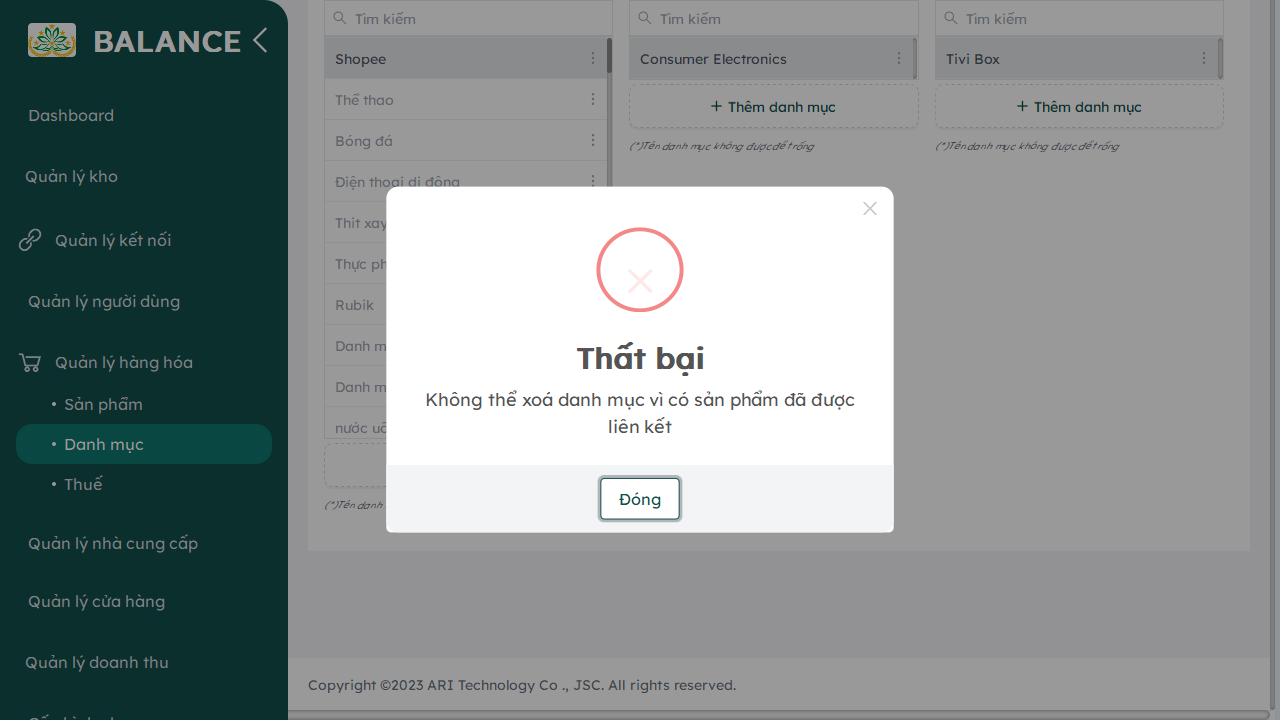 BALANCE
Dashboard
Quản lý kho
Quản lý kết nối
Quản lý người dùng
Quản lý hàng hóa
Sản phẩm
Danh mục
Thuế
Quản lý nhà cung cấp
Quản lý cửa hàng
Quản lý doanh thu
Tìm kiếm
Shopee
Thể thao
Bóng đá
Điện thoại di động
Thịt xay
Thực ph
Rubik
Danh m
Danh m
nước uố
(*)Tên danh
Tìm kiếm
Consumer Electronics
+ Thêm danh mục
(*)Tên danh mục không được để trống
Tìm kiếm
Tivi Box
+ Thêm danh mục
(*)Tên danh mục không được để trống
Thất bại
Không thể xoá danh mục vì có sản phẩm đã được
liên kết
Đóng
Copyright ©2023 ARI Technology Co ., JSC. All rights reserved.